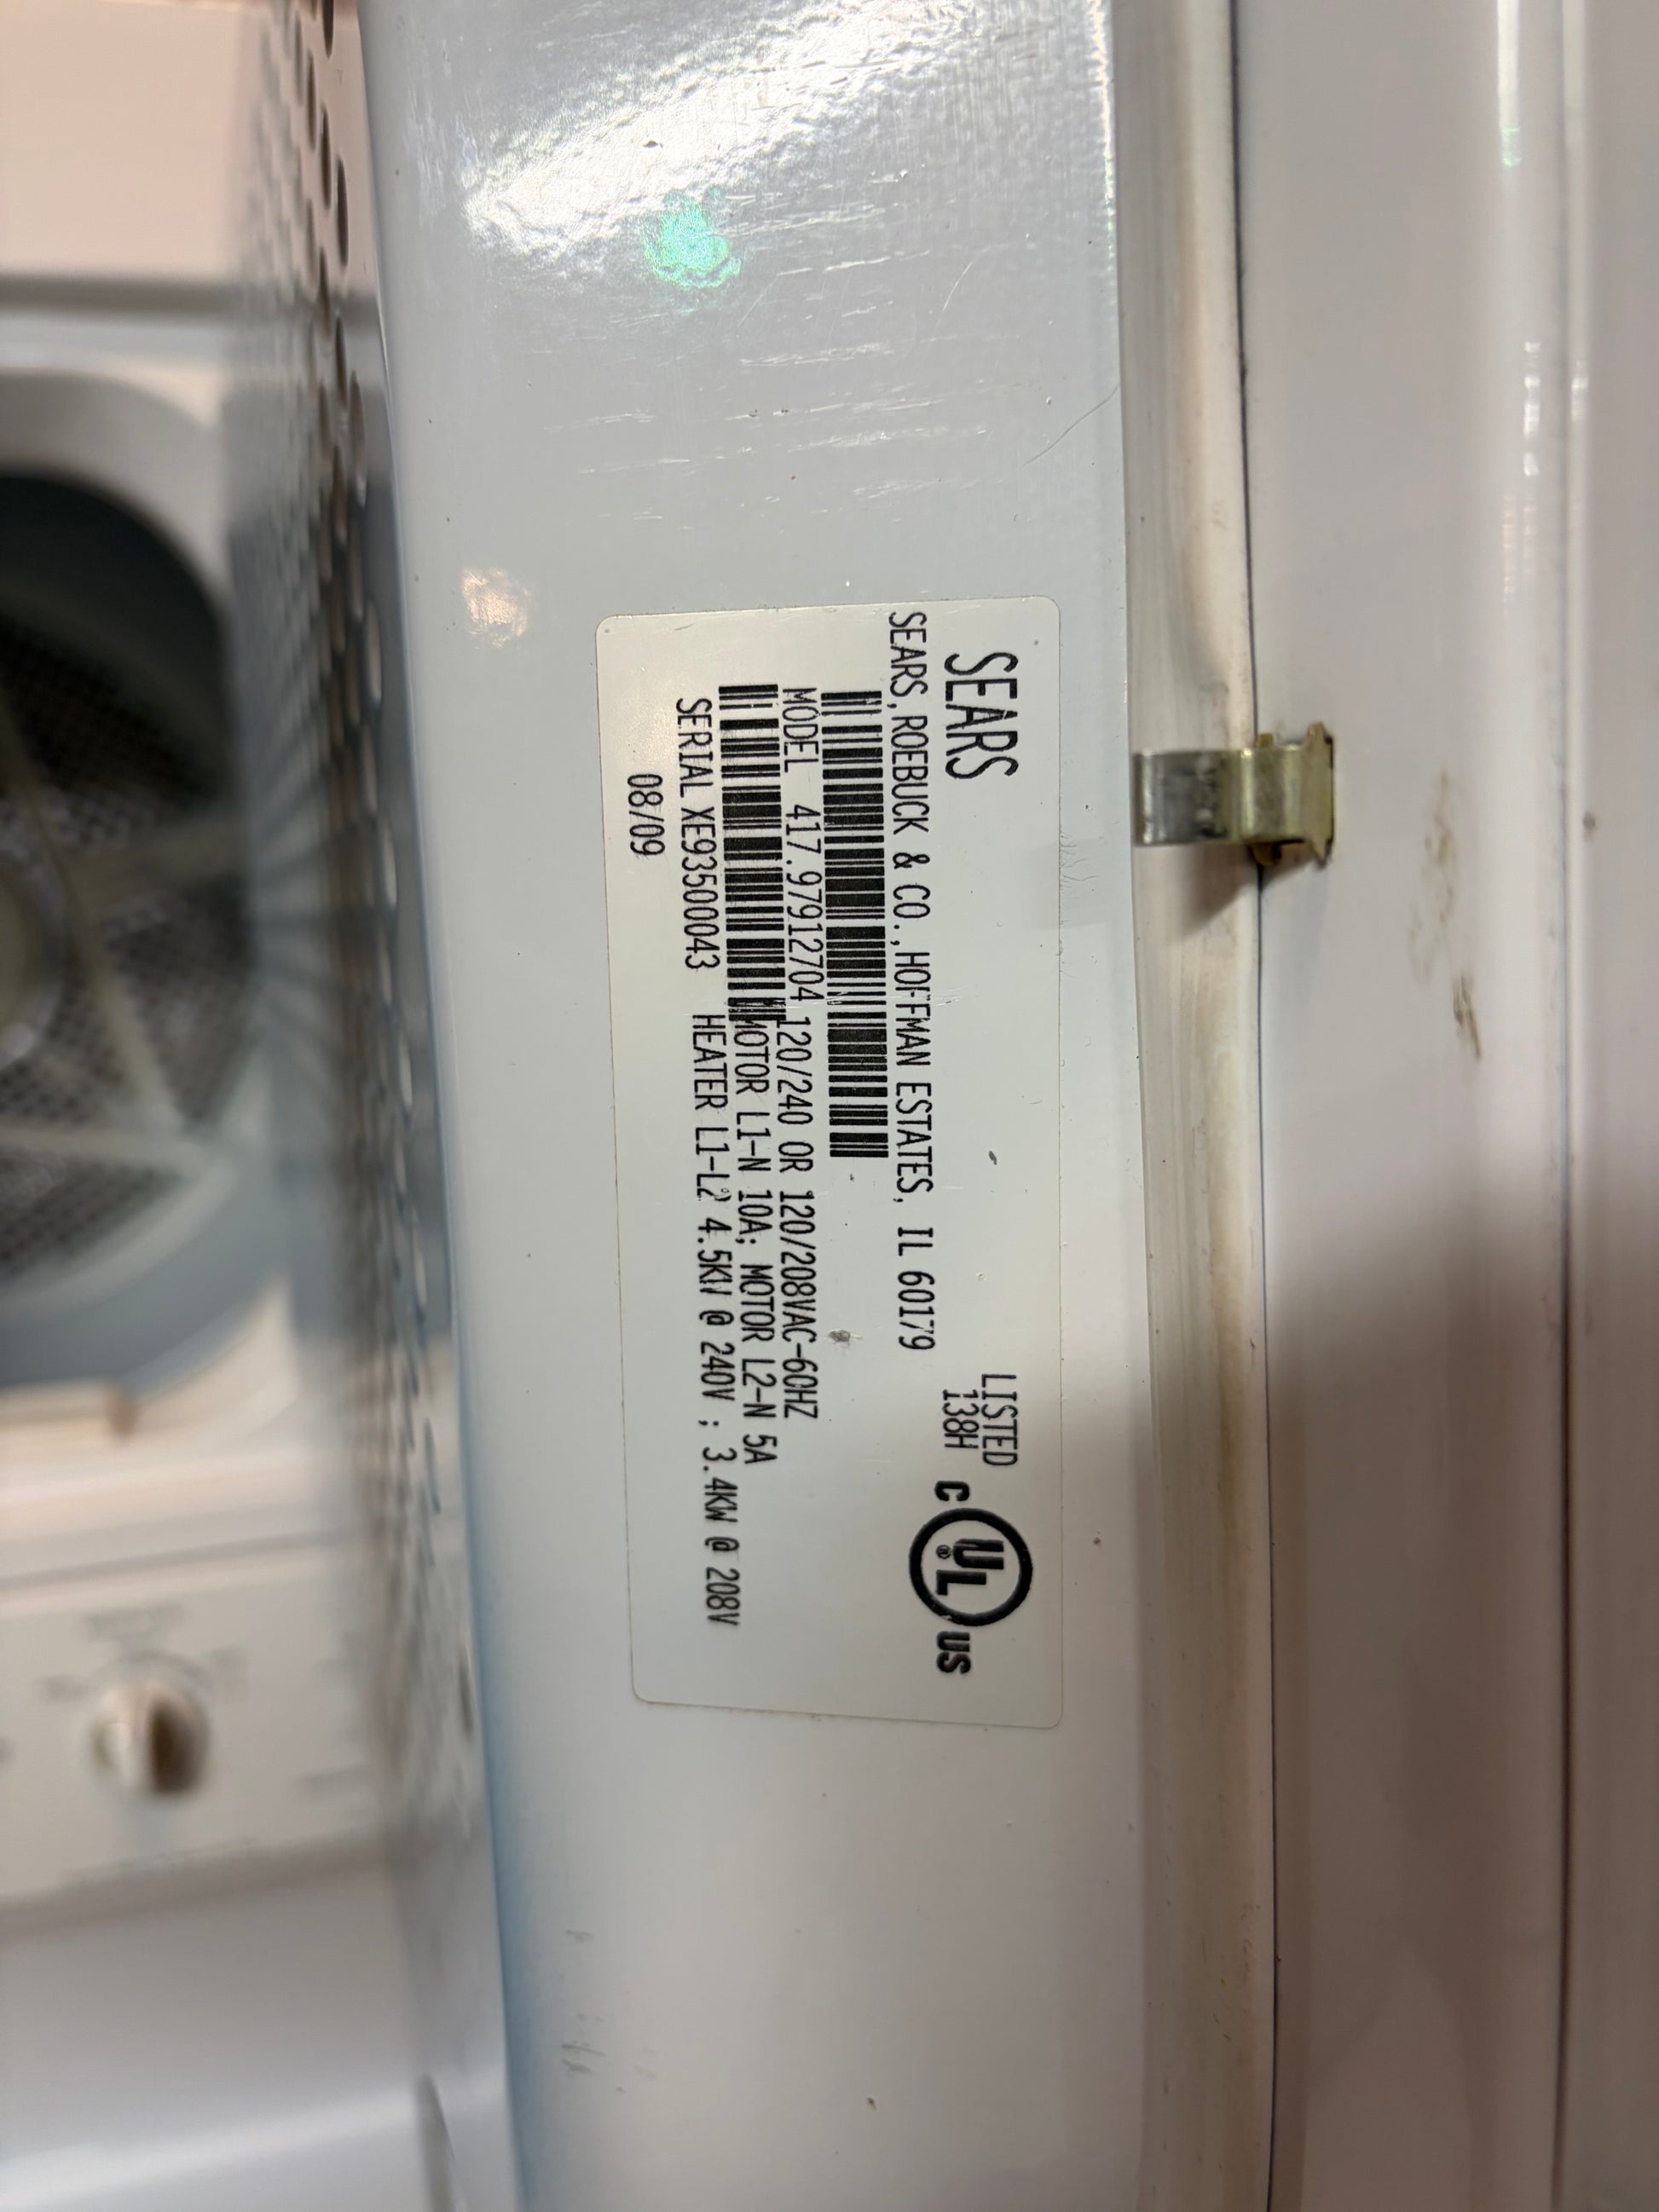 SEARS
SEARS, ROEBUCK & CO., HOFFMAN ESTATES, IL 60179
LISTED
138H
C UL® US
MODEL 417.97912704 120/240 OR 120/208VAC-60HZ
MOTOR L1-N 10A; MOTOR L2-N 5A
SERIAL XE93500043 HEATER L1-L2 4.5KW @ 240V ; 3.4KW @ 208V
08/09